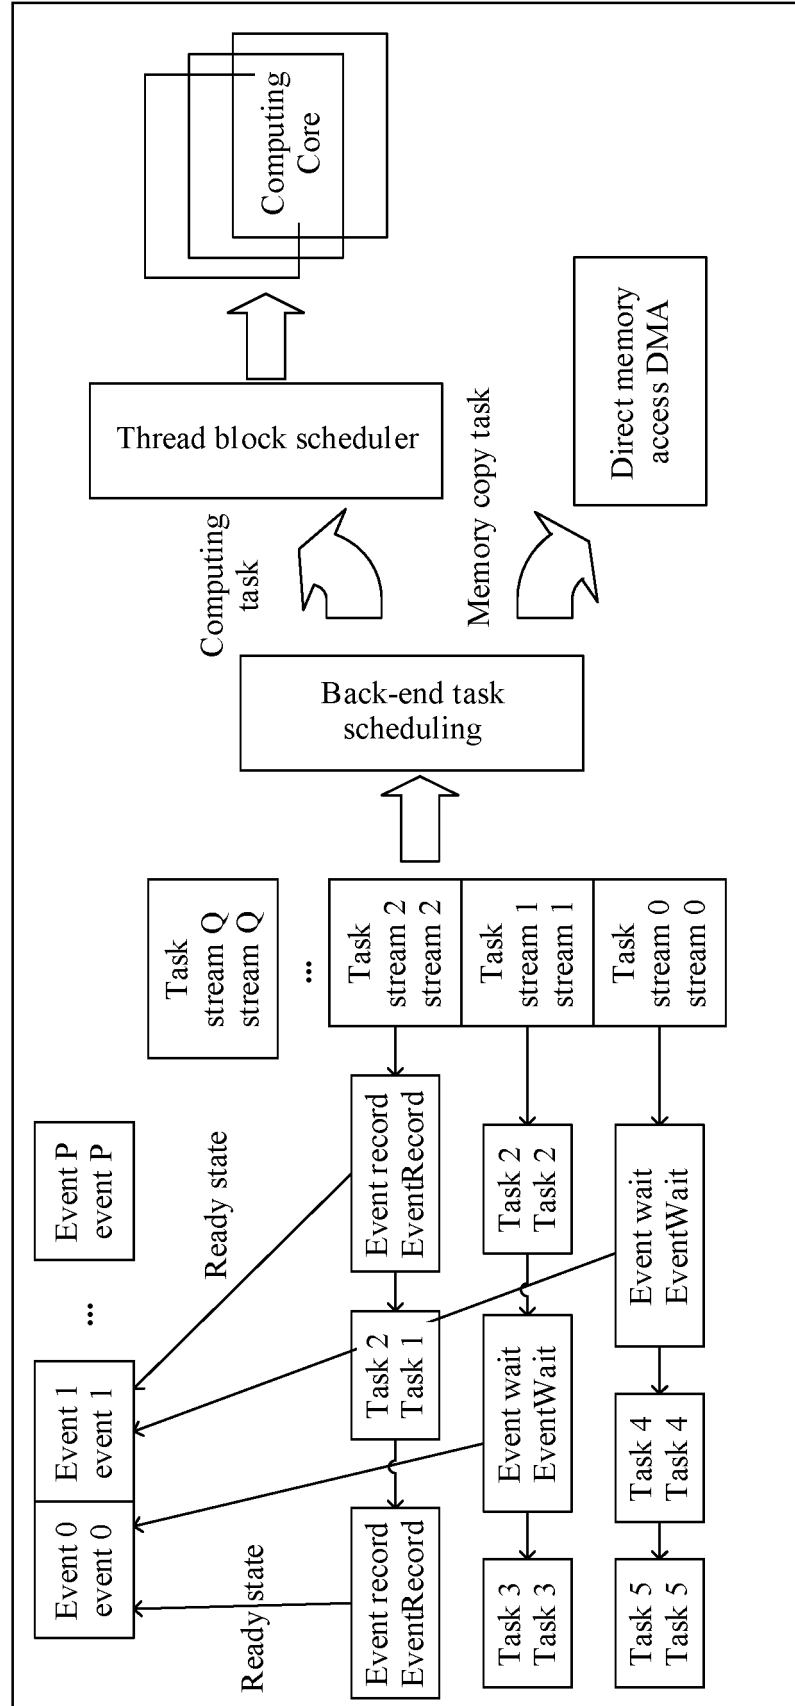 Event 0
event 0
Event 1
event 1
...
Event P
event P
Ready state
Ready state
Event record
EventRecord
Task 2
Task 1
Event record
EventRecord
Task
stream Q
stream Q
...
Task
stream 2
stream 2
Task 3
Task 3
Event wait
EventWait
Task 2
Task 2
Task
stream 1
stream 1
Task 5
Task 5
Task 4
Task 4
Event wait
EventWait
Task
stream 0
stream 0
Back-end task
scheduling
Computing
task
Memory copy task
Thread block scheduler
Computing
Core
Direct memory
access DMA